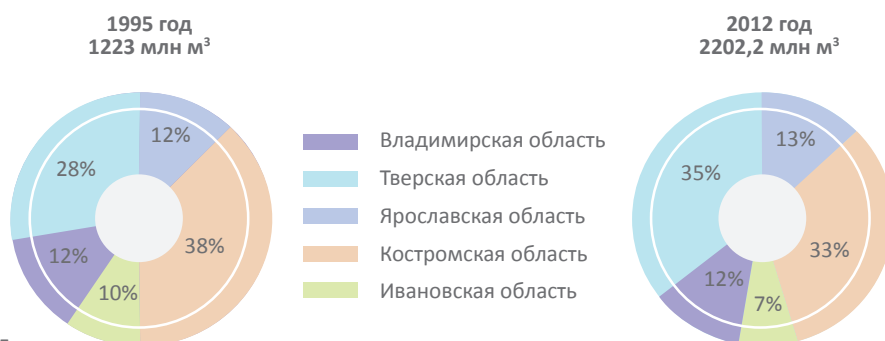 1995 год
1223 млн м³
2012 год
2202,2 млн м³
12%
28%
38%
12%
10%
Владимирская область
Тверская область
Ярославская область
Костромская область
Ивановская область
13%
35%
33%
12%
7%